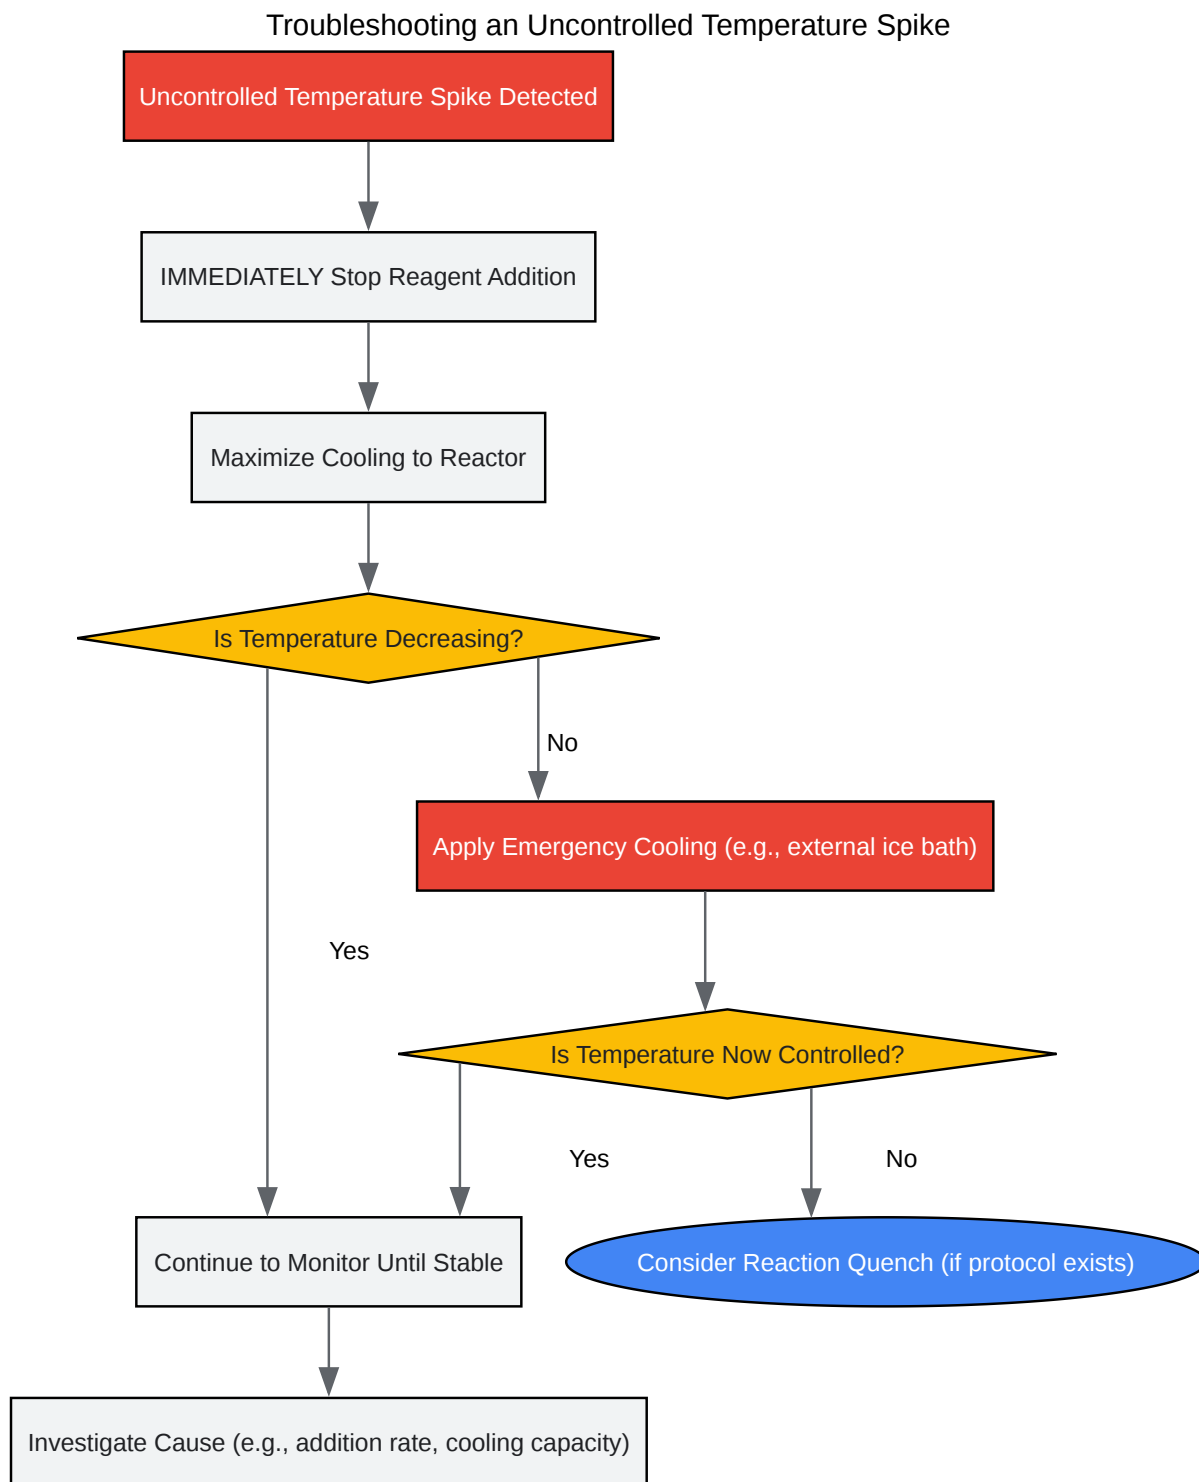 Troubleshooting an Uncontrolled Temperature Spike
Uncontrolled Temperature Spike Detected
IMMEDIATELY Stop Reagent Addition
Maximize Cooling to Reactor
Is Temperature Decreasing?
No
Apply Emergency Cooling (e.g., external ice bath)
Yes
Is Temperature Now Controlled?
Yes
No
Continue to Monitor Until Stable
Consider Reaction Quench (if protocol exists)
Investigate Cause (e.g., addition rate, cooling capacity)